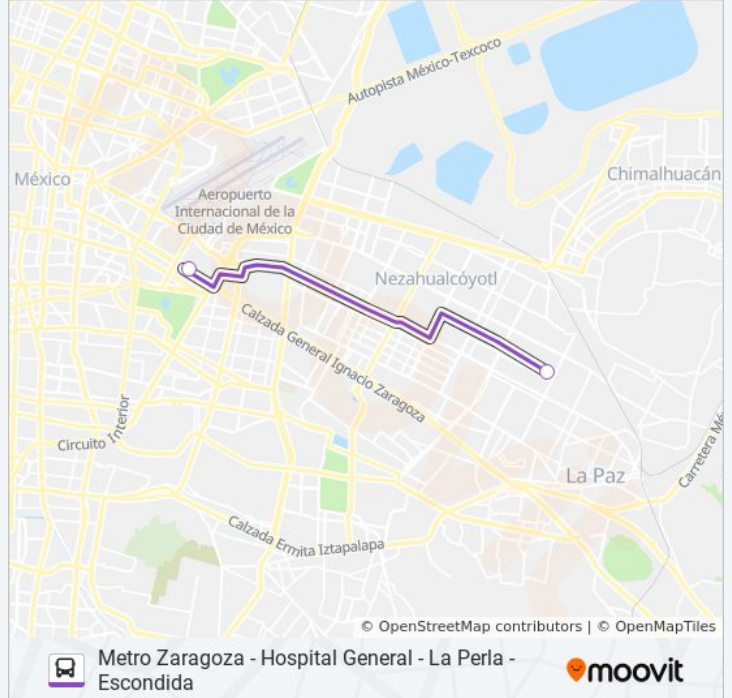 Autopista México-Texcoco
México
Chimalhuacán
Aeropuerto
Internacional de la
Ciudad de México
Nezahualcóyotl
Calzada General Ignacio Zaragoza
Circuito Interior
La Paz
Carretera Mé
Calzada Ermita Iztapalapa
© OpenStreetMap contributors | © OpenMapTiles
Metro Zaragoza - Hospital General - La Perla -
Escondida
moovit